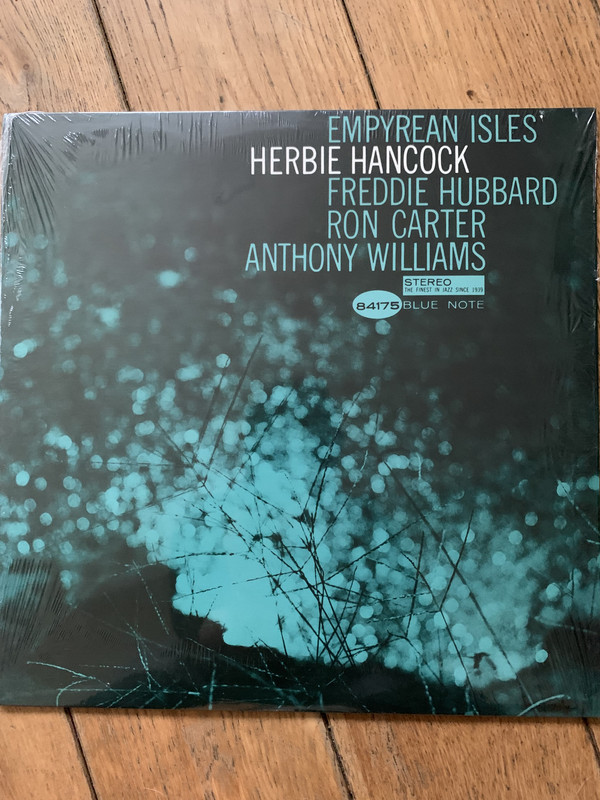 EMPYREAN ISLES
HERBIE HANCOCK
FREDDIE HUBBARD
RON CARTER
ANTHONY WILLIAMS
STEREO
THE FINEST IN JAZZ SINCE 1939
84175 BLUE NOTE